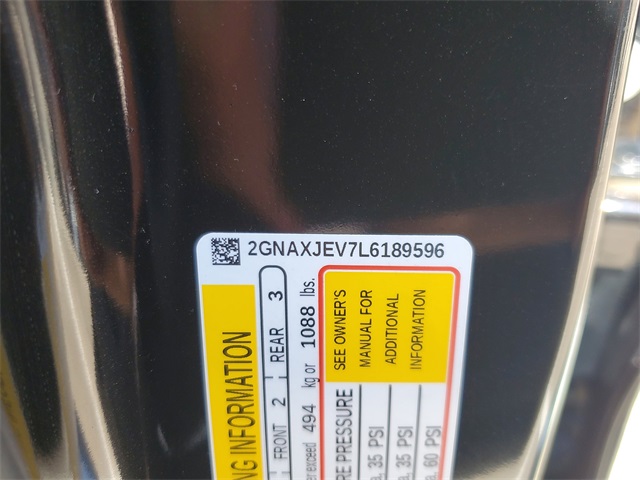 2GNAXJEV7L6189596
NG INFORMATION
FRONT 2 REAR 3
exceed 494 kg or 1088 lbs.
SEE OWNER'S
MANUAL FOR
ADDITIONAL
INFORMATION
RE PRESSURE
a. 35 PSI
a. 35 PSI
a. 60 PSI